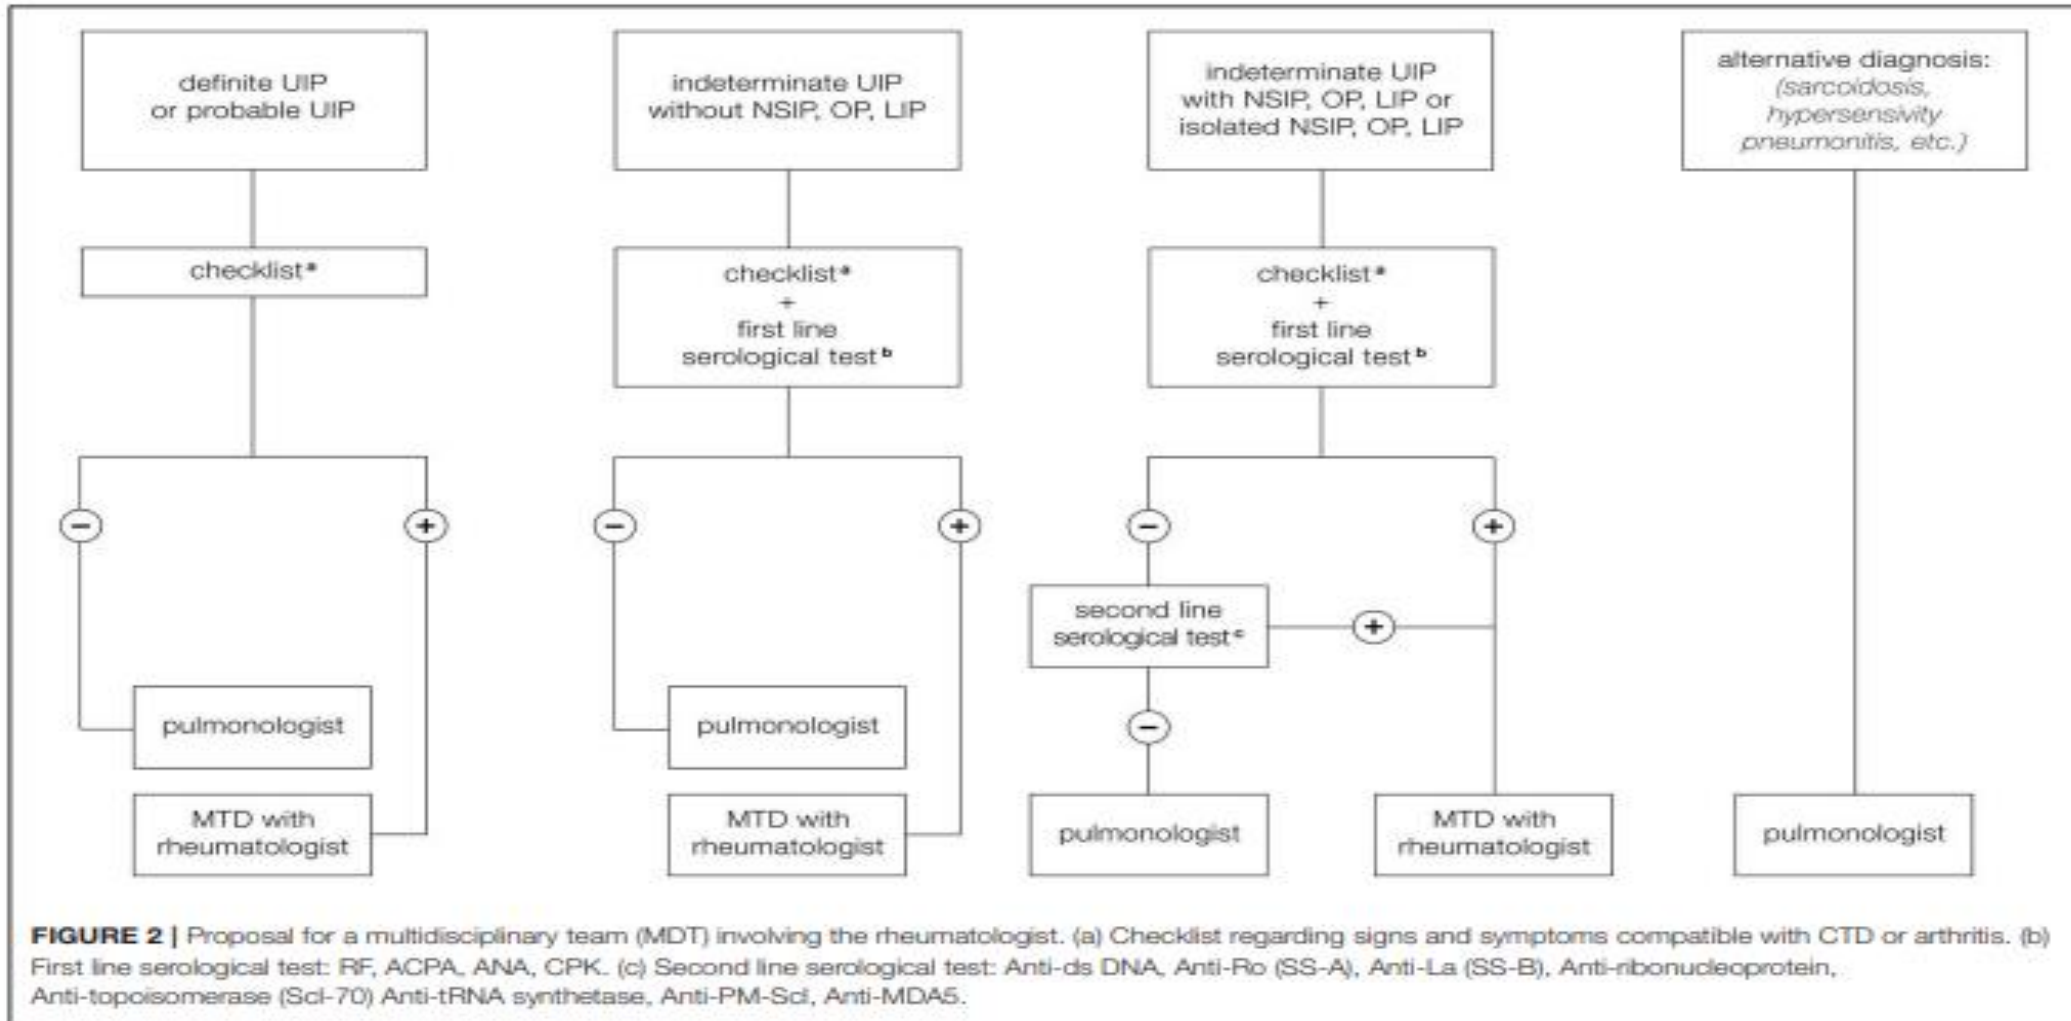 definite UIP
or probable UIP
indeterminate UIP
without NSIP, OP, LIP
indeterminate UIP
with NSIP, OP, LIP or
isolated NSIP, OP, LIP
alternative diagnosis:
(sarcoidosis,
hypersensivity
pneumonitis, etc.)
checklist a
checklist a
+
first line
serological test b
checklist a
+
first line
serological test b
−
+
−
+
−
+
second line
serological test c
+
−
pulmonologist
pulmonologist
MTD with
rheumatologist
MTD with
rheumatologist
pulmonologist
MTD with
rheumatologist
pulmonologist
FIGURE 2 | Proposal for a multidisciplinary team (MDT) involving the rheumatologist. (a) Checklist regarding signs and symptoms compatible with CTD or arthritis. (b)
First line serological test: RF, ACPA, ANA, CPK. (c) Second line serological test: Anti-ds DNA, Anti-Ro (SS-A), Anti-La (SS-B), Anti-ribonucleoprotein,
Anti-topoisomerase (Scl-70) Anti-tRNA synthetase, Anti-PM-Scl, Anti-MDA5.